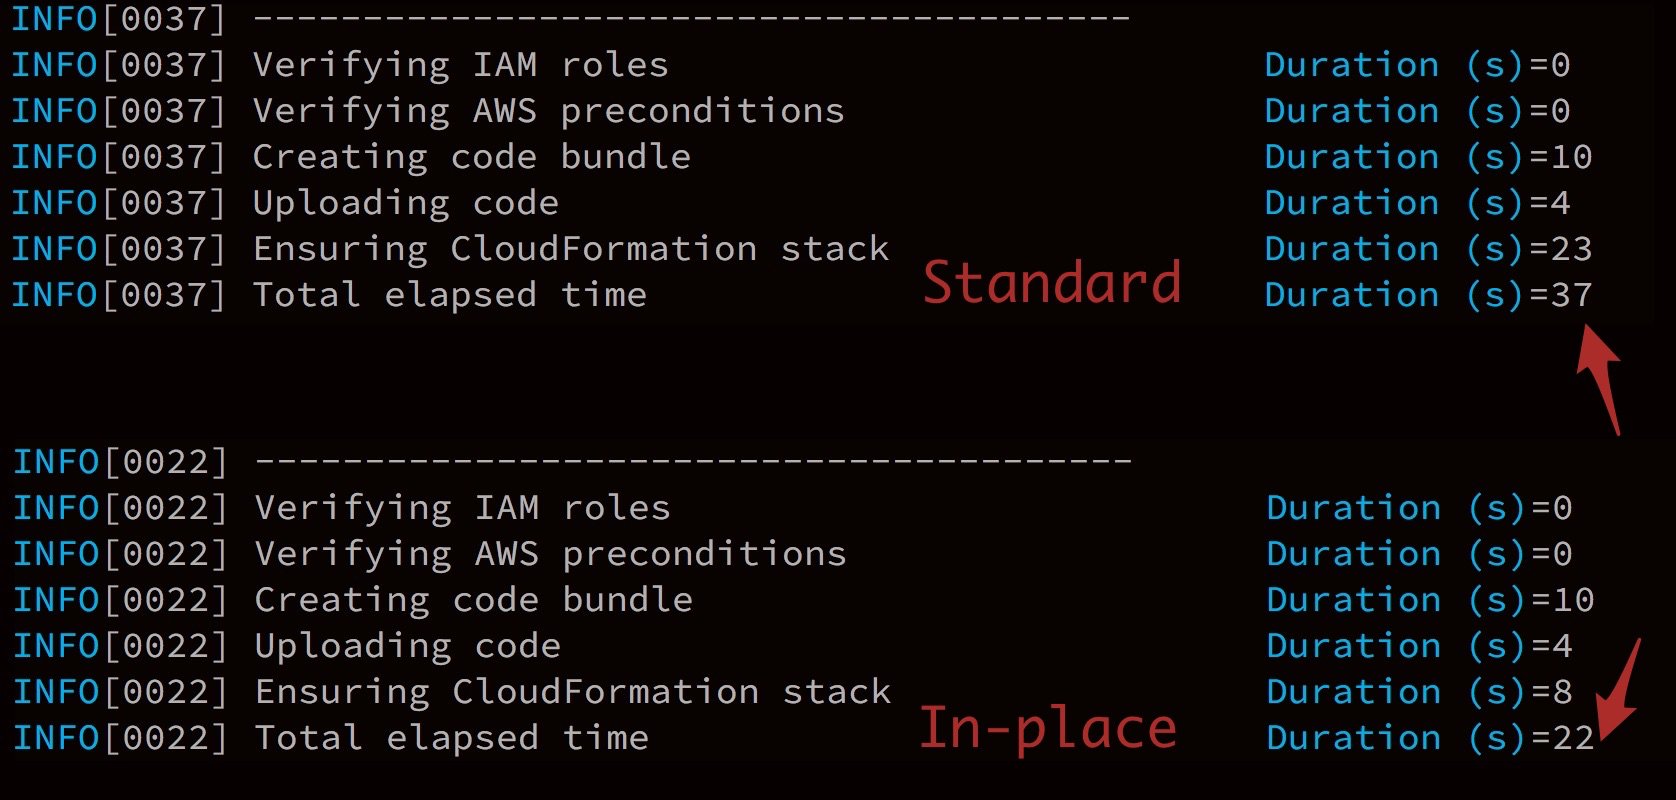 INFO[0037] ----------------------------------------
INFO[0037] Verifying IAM roles Duration (s)=0
INFO[0037] Verifying AWS preconditions Duration (s)=0
INFO[0037] Creating code bundle Duration (s)=10
INFO[0037] Uploading code Duration (s)=4
INFO[0037] Ensuring CloudFormation stack Duration (s)=23
INFO[0037] Total elapsed time Duration (s)=37
Standard
INFO[0022] ----------------------------------------
INFO[0022] Verifying IAM roles Duration (s)=0
INFO[0022] Verifying AWS preconditions Duration (s)=0
INFO[0022] Creating code bundle Duration (s)=10
INFO[0022] Uploading code Duration (s)=4
INFO[0022] Ensuring CloudFormation stack Duration (s)=8
INFO[0022] Total elapsed time Duration (s)=22
In-place